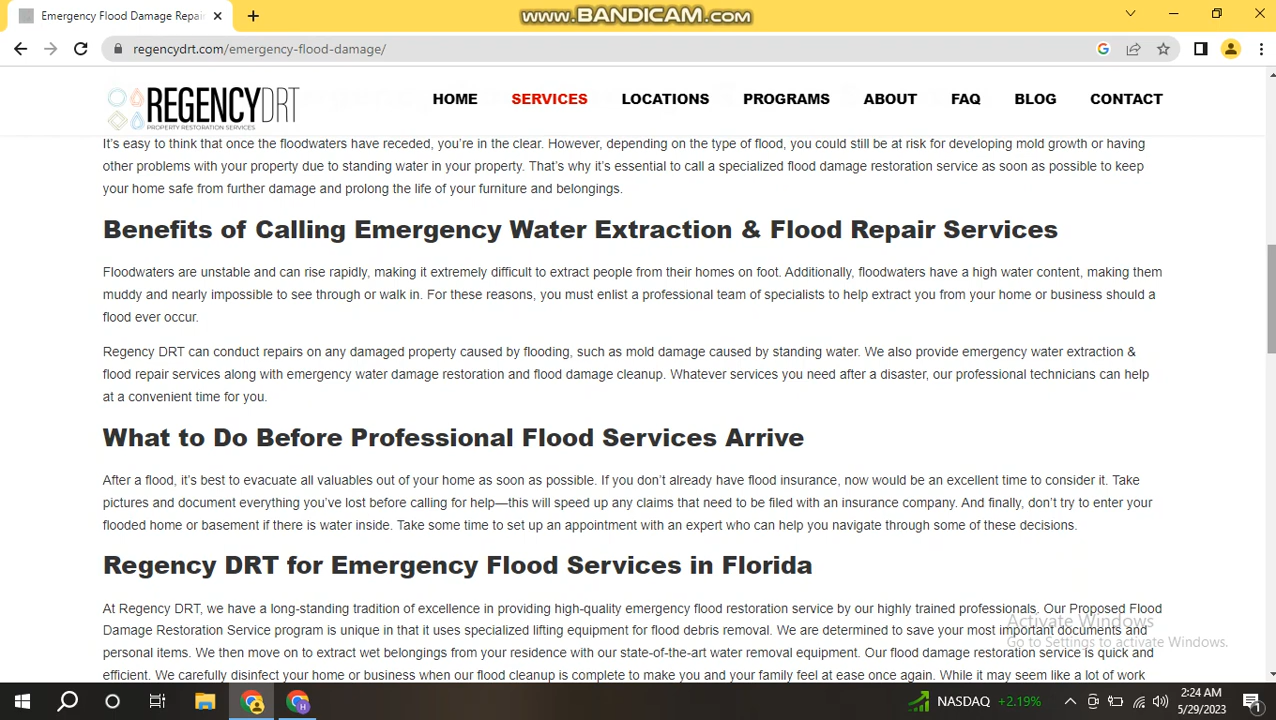 Emergency Flood Damage Repair
www.BANDICAM.com
regencydrt.com/emergency-flood-damage/
REGENCYDRT
PROPERTY RESTORATION SERVICES
HOME SERVICES LOCATIONS PROGRAMS ABOUT FAQ BLOG CONTACT
It's easy to think that once the floodwaters have receded, you're in the clear. However, depending on the type of flood, you could still be at risk for developing mold growth or having
other problems with your property due to standing water in your property. That's why it's essential to call a specialized flood damage restoration service as soon as possible to keep
your home safe from further damage and prolong the life of your furniture and belongings.
Benefits of Calling Emergency Water Extraction & Flood Repair Services
Floodwaters are unstable and can rise rapidly, making it extremely difficult to extract people from their homes on foot. Additionally, floodwaters have a high water content, making them
muddy and nearly impossible to see through or walk in. For these reasons, you must enlist a professional team of specialists to help extract you from your home or business should a
flood ever occur.
Regency DRT can conduct repairs on any damaged property caused by flooding, such as mold damage caused by standing water. We also provide emergency water extraction &
flood repair services along with emergency water damage restoration and flood damage cleanup. Whatever services you need after a disaster, our professional technicians can help
at a convenient time for you.
What to Do Before Professional Flood Services Arrive
After a flood, it's best to evacuate all valuables out of your home as soon as possible. If you don't already have flood insurance, now would be an excellent time to consider it. Take
pictures and document everything you've lost before calling for help—this will speed up any claims that need to be filed with an insurance company. And finally, don't try to enter your
flooded home or basement if there is water inside. Take some time to set up an appointment with an expert who can help you navigate through some of these decisions.
Regency DRT for Emergency Flood Services in Florida
At Regency DRT, we have a long-standing tradition of excellence in providing high-quality emergency flood restoration service by our highly trained professionals. Our Proposed Flood
Damage Restoration Service program is unique in that it uses specialized lifting equipment for flood debris removal. We are determined to save your most important documents and
personal items. We then move on to extract wet belongings from your residence with our state-of-the-art water removal equipment. Our flood damage restoration service is quick and
efficient. We carefully disinfect your home or business when our flood cleanup is complete to make you and your family feel at ease once again. While it may seem like a lot of work
Activate Windows
Go to Settings to activate Windows.
NASDAQ +2.19%
2:24 AM
5/29/2023
1